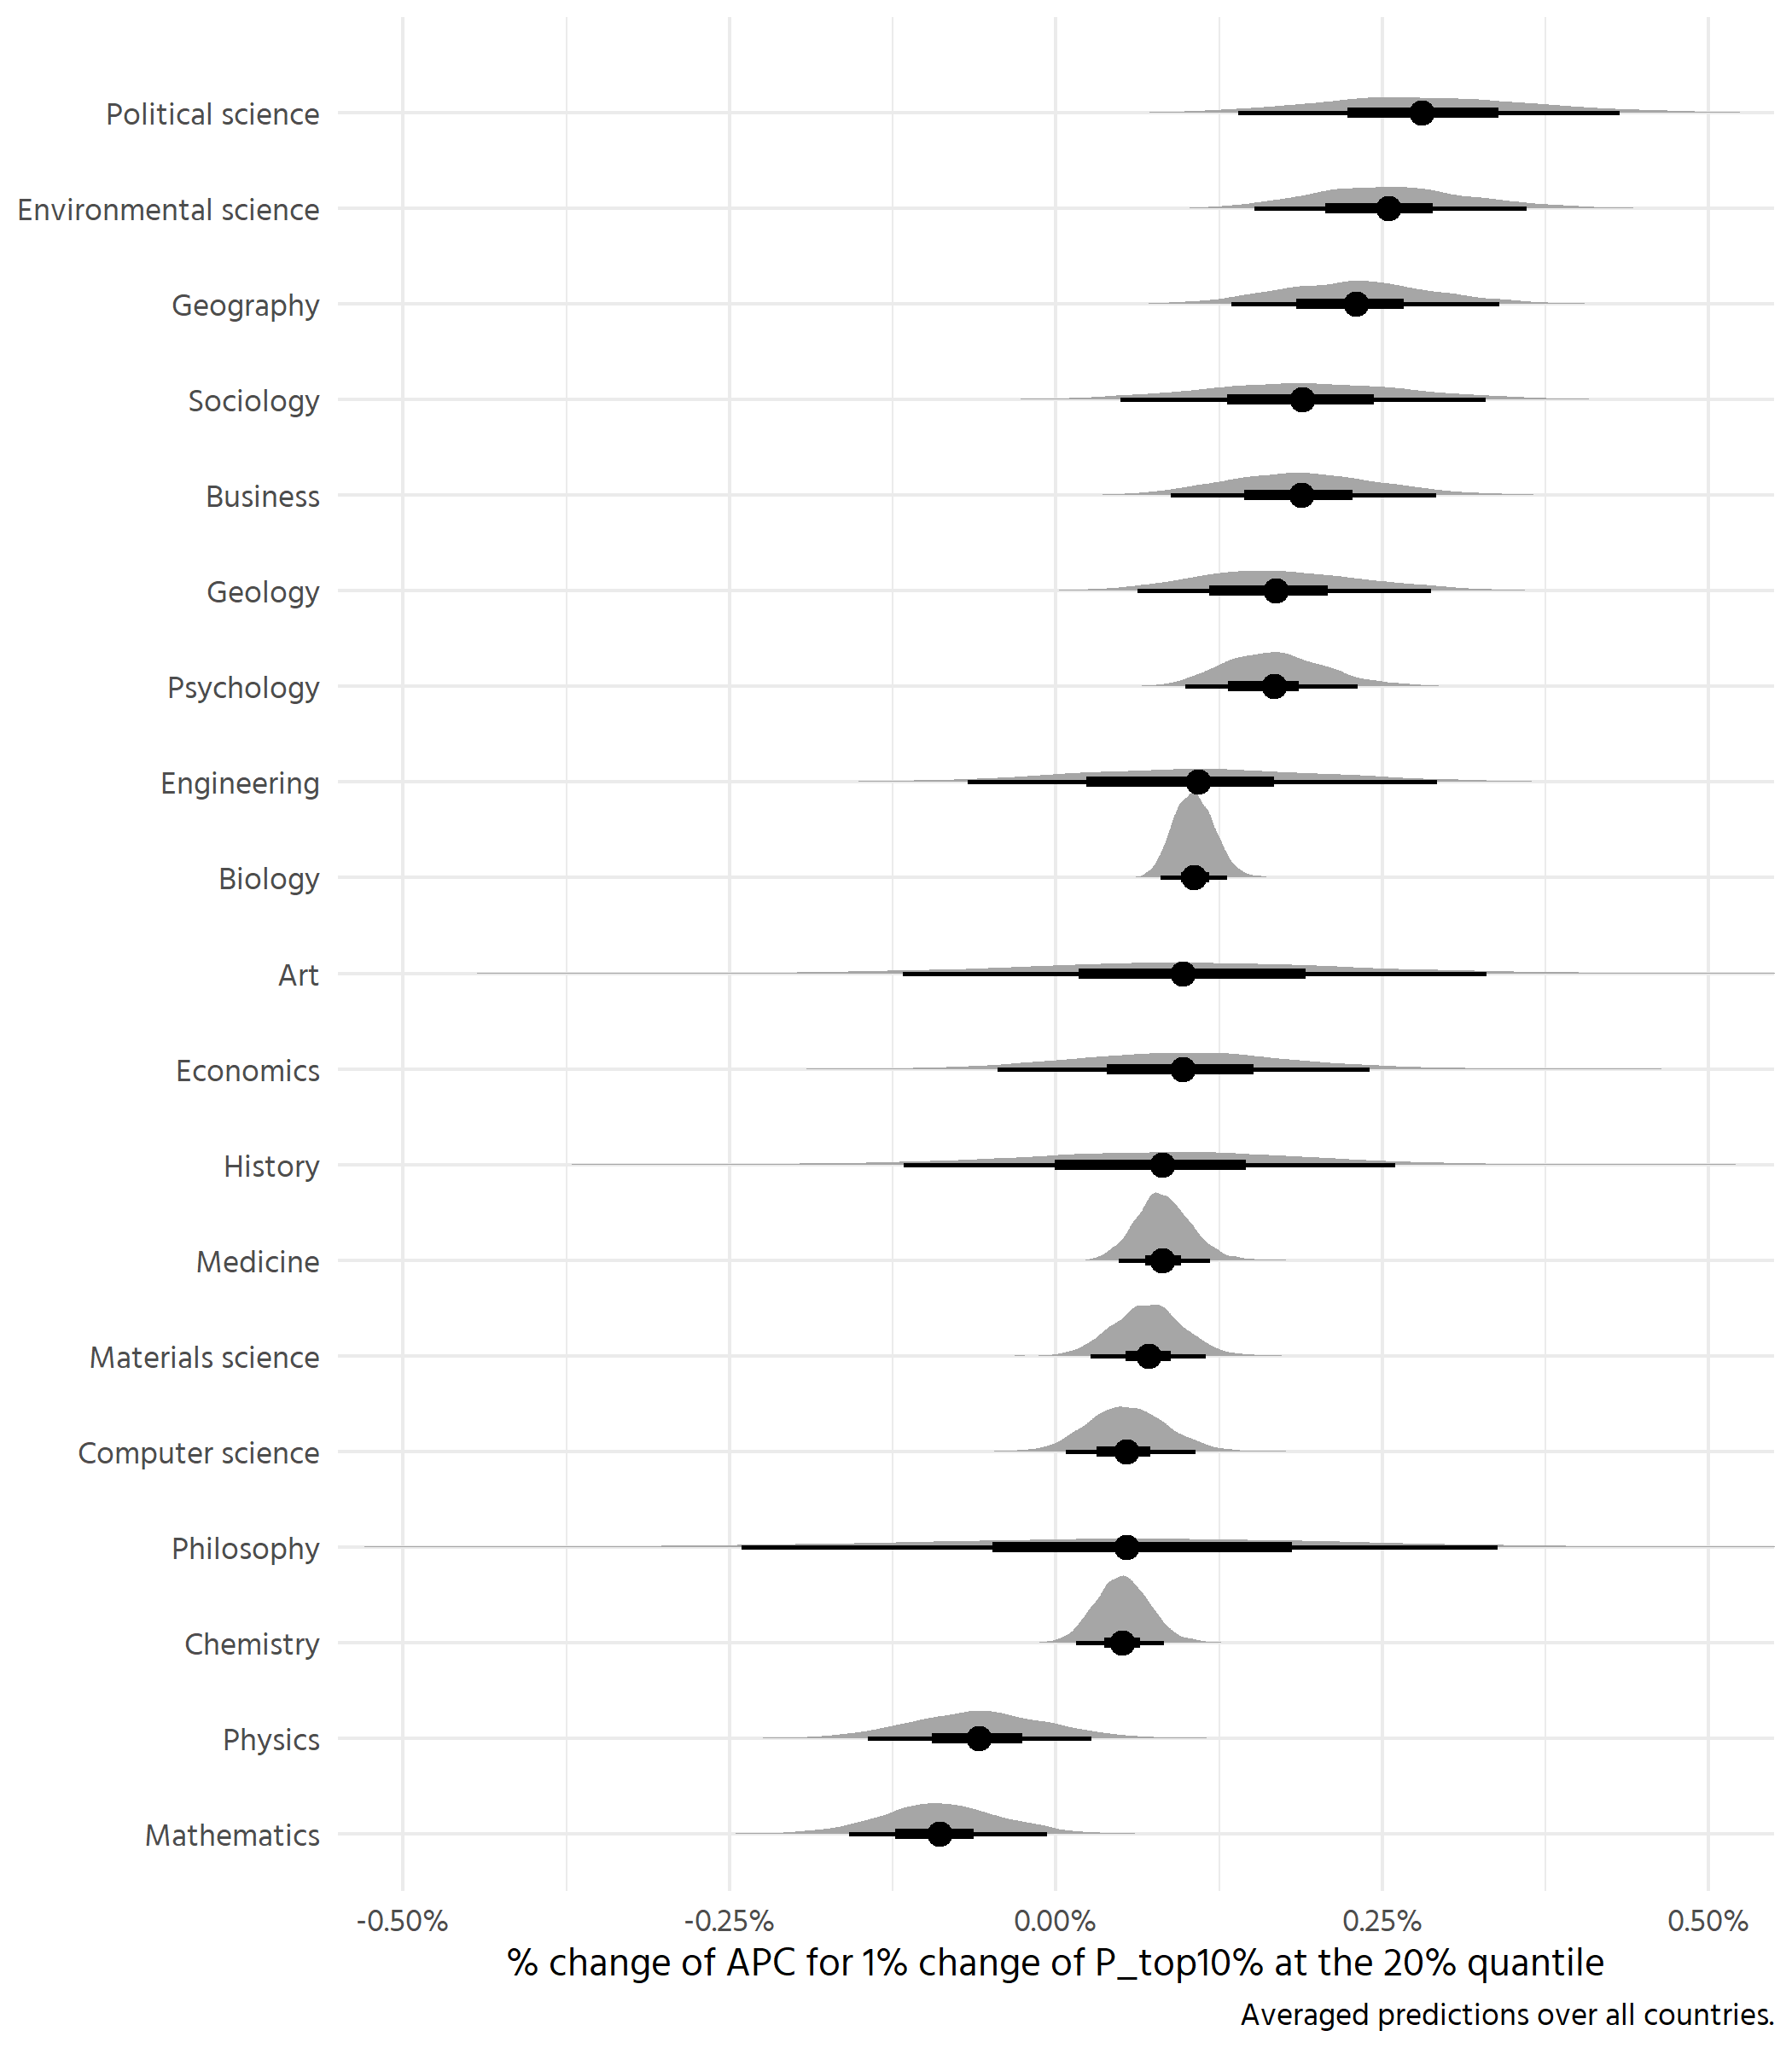 Political science
Environmental science
Geography
Sociology
Business
Geology
Psychology
Engineering
Biology
Art
Economics
History
Medicine
Materials science
Computer science
Philosophy
Chemistry
Physics
Mathematics
-0.50% -0.25% 0.00% 0.25% 0.50%
% change of APC for 1% change of P_top10% at the 20% quantile
Averaged predictions over all countries.